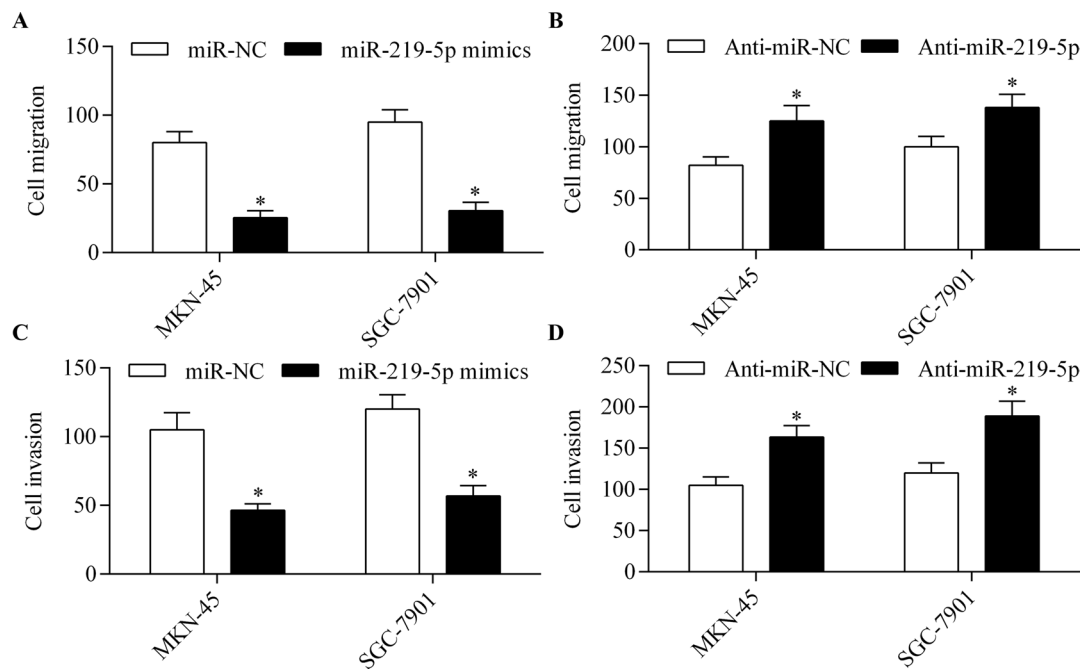 A
miR-NC miR-219-5p mimics
Cell migration
150
100
50
0
* *
MKN-45 SGC-7901
B
Anti-miR-NC Anti-miR-219-5p
Cell migration
200
150
100
50
0
* *
MKN-45 SGC-7901
C
miR-NC miR-219-5p mimics
Cell invasion
150
100
50
0
* *
MKN-45 SGC-7901
D
Anti-miR-NC Anti-miR-219-5p
Cell invasion
250
200
150
100
50
0
* *
MKN-45 SGC-7901